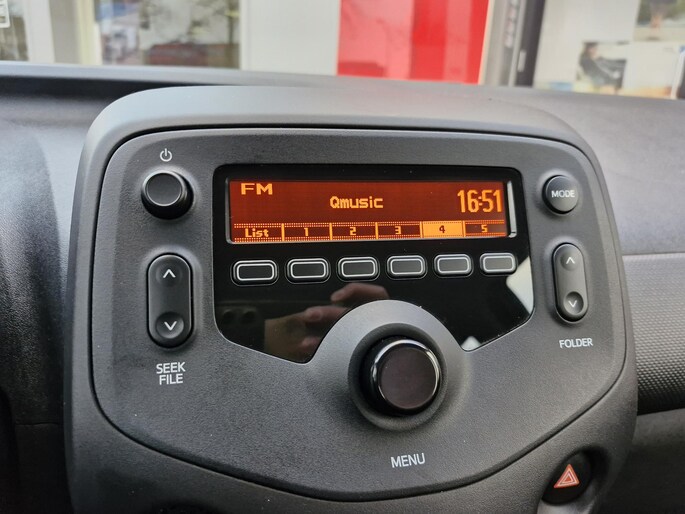 FM
Qmusic
16:51
List 1 2 3 4 5
MODE
SEEK
FILE
FOLDER
MENU